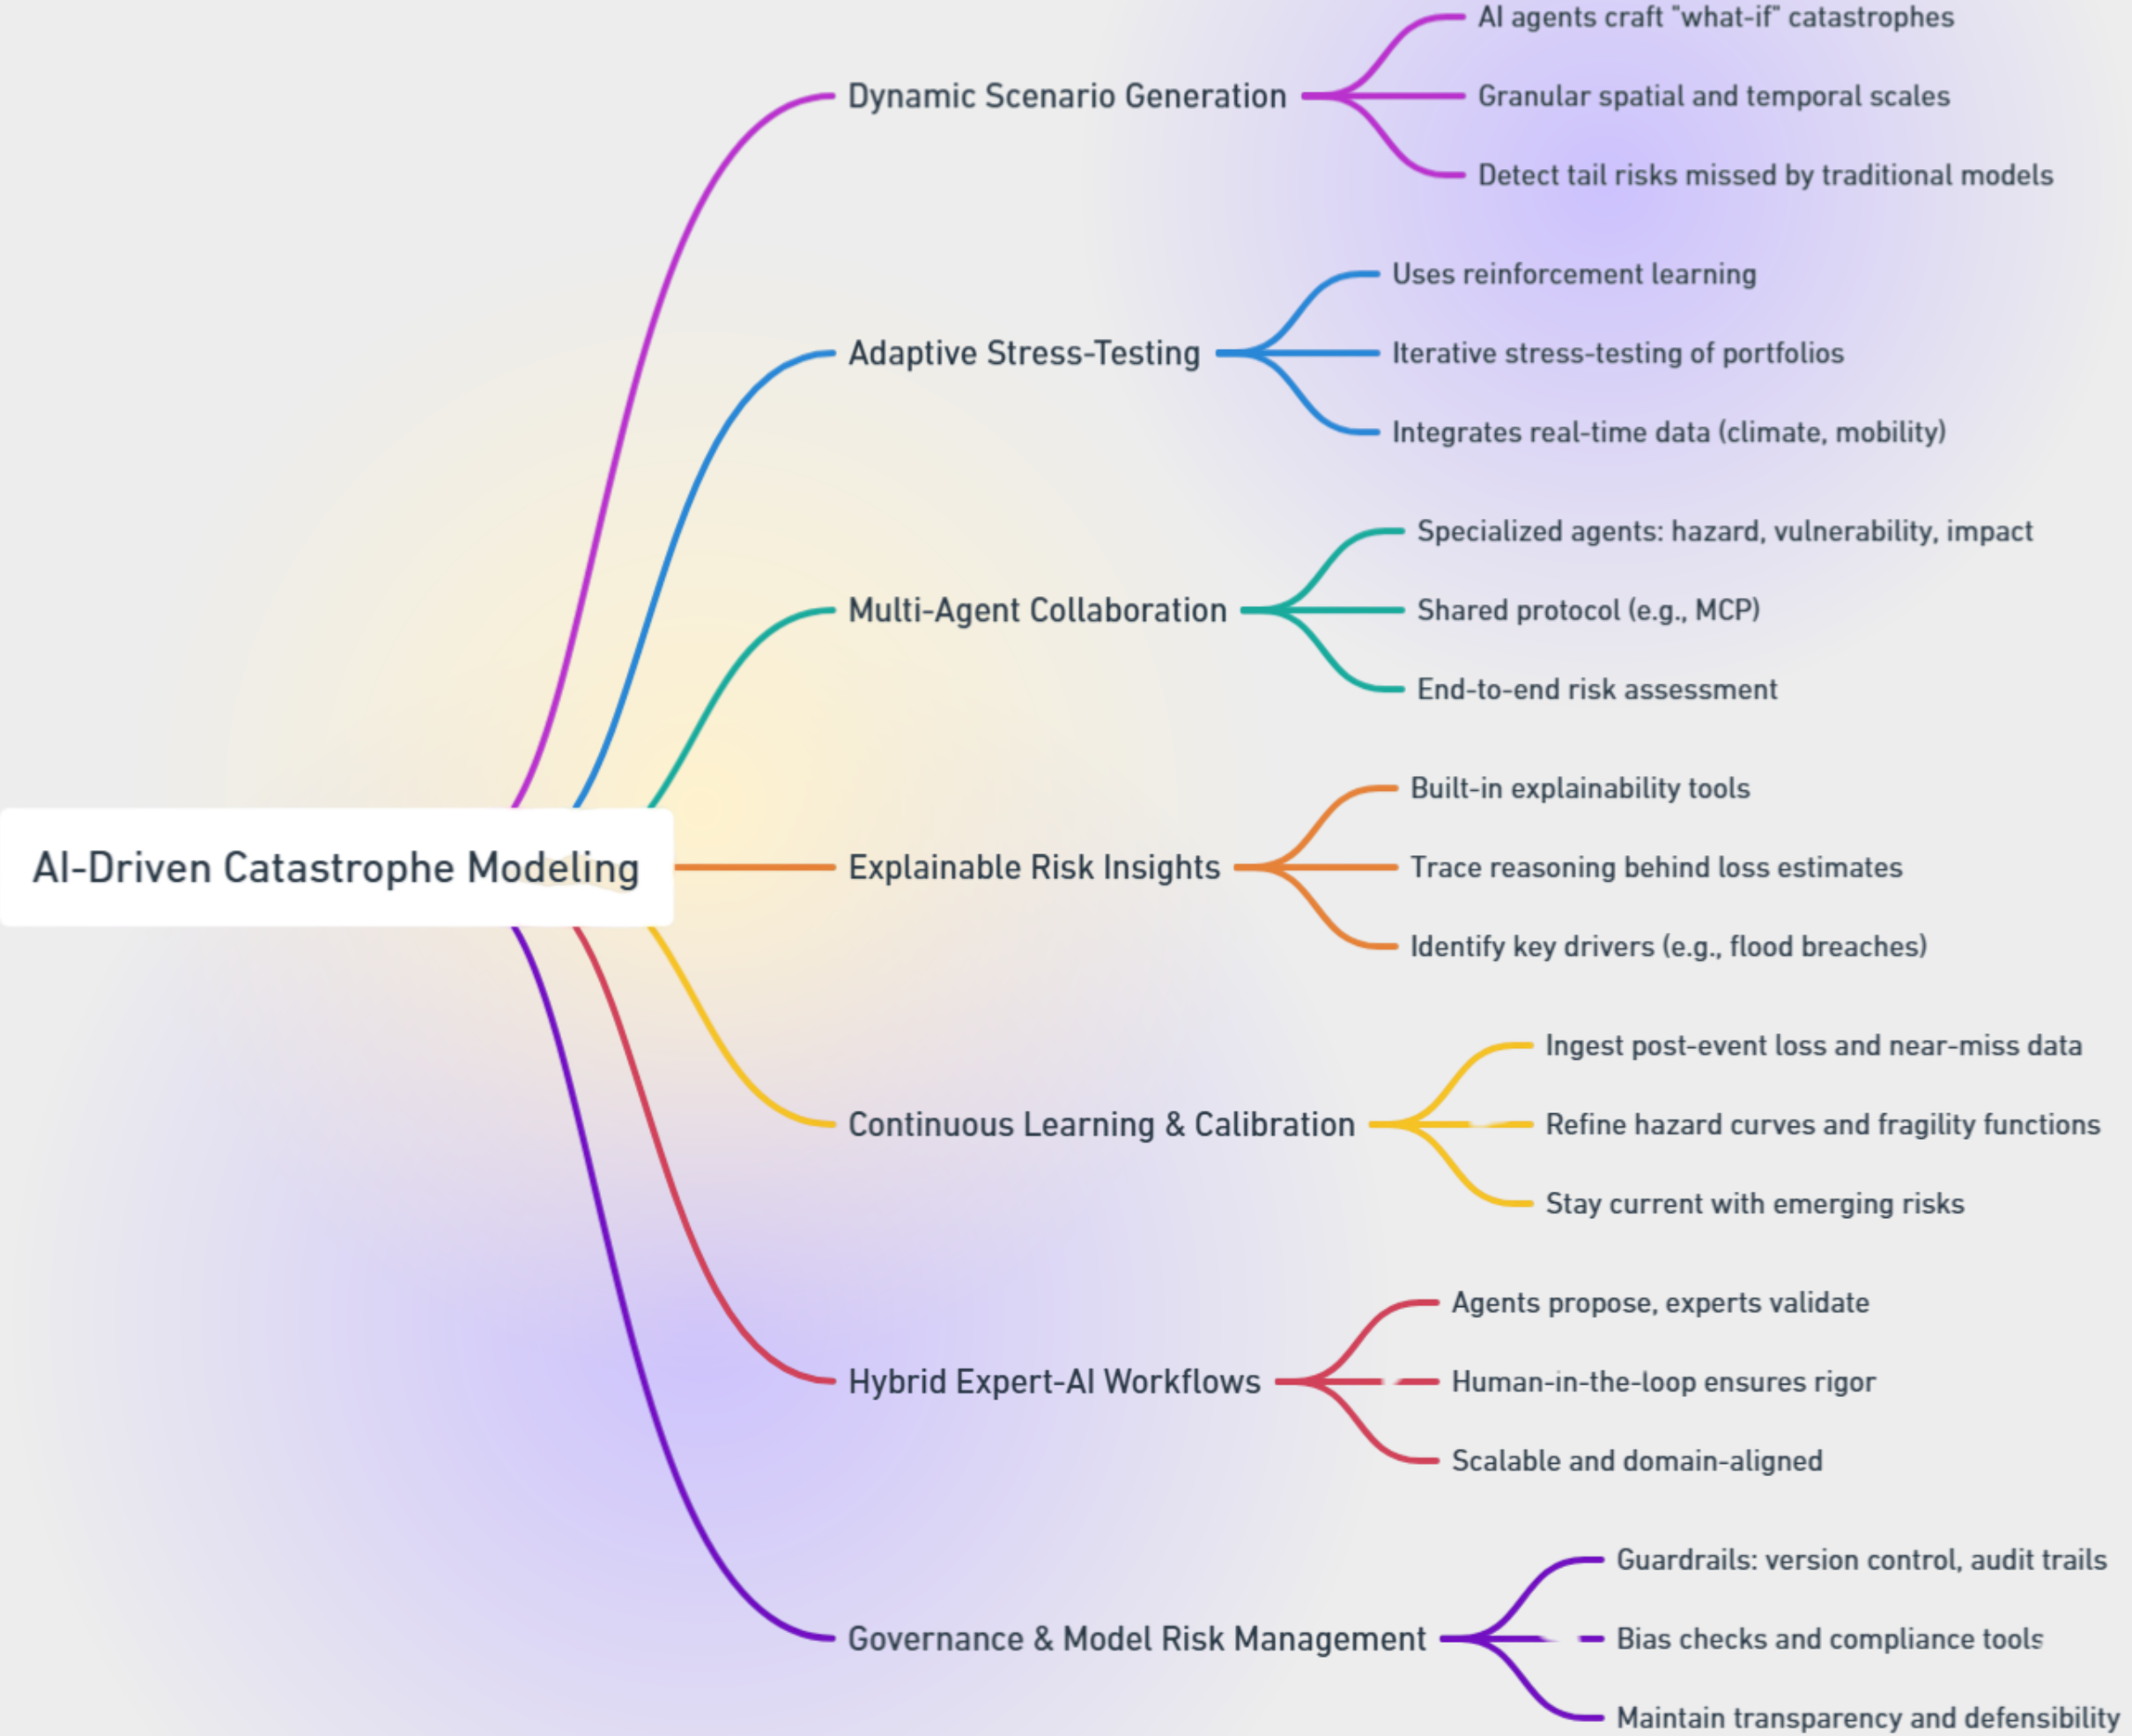 AI-Driven Catastrophe Modeling
Dynamic Scenario Generation
AI agents craft "what-if" catastrophes
Granular spatial and temporal scales
Detect tail risks missed by traditional models
Adaptive Stress-Testing
Uses reinforcement learning
Iterative stress-testing of portfolios
Integrates real-time data (climate, mobility)
Multi-Agent Collaboration
Specialized agents: hazard, vulnerability, impact
Shared protocol (e.g., MCP)
End-to-end risk assessment
Explainable Risk Insights
Built-in explainability tools
Trace reasoning behind loss estimates
Identify key drivers (e.g., flood breaches)
Continuous Learning & Calibration
Ingest post-event loss and near-miss data
Refine hazard curves and fragility functions
Stay current with emerging risks
Hybrid Expert-AI Workflows
Agents propose, experts validate
Human-in-the-loop ensures rigor
Scalable and domain-aligned
Governance & Model Risk Management
Guardrails: version control, audit trails
Bias checks and compliance tools
Maintain transparency and defensibility